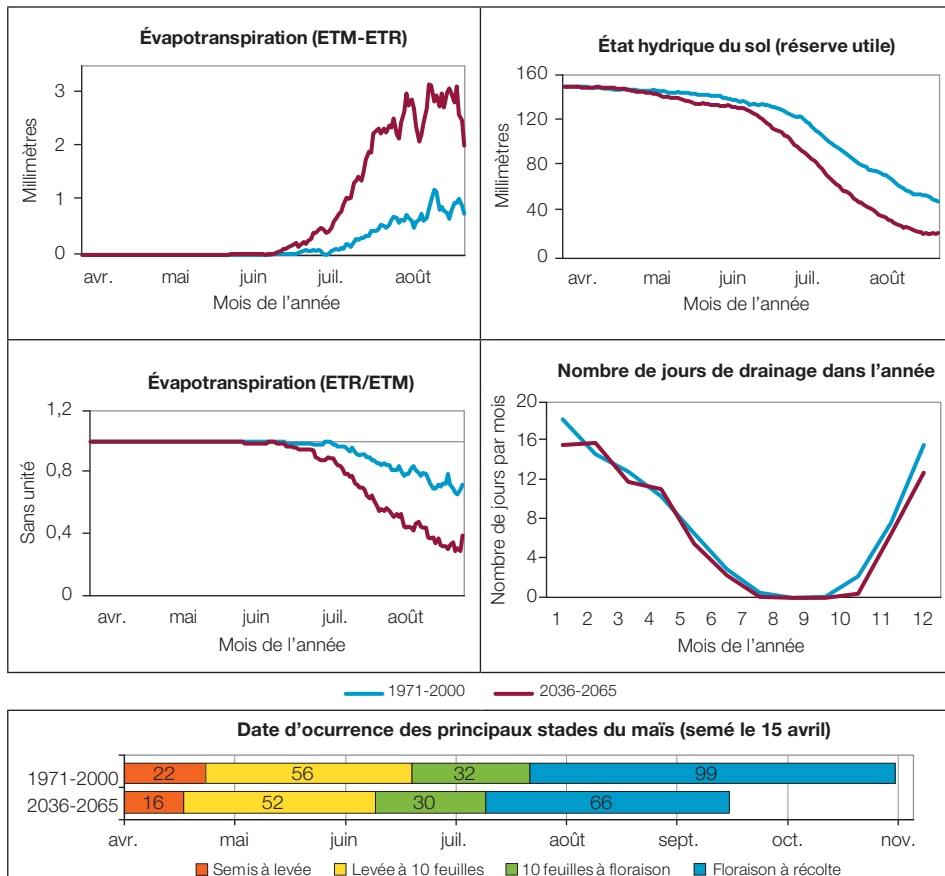 Évapotranspiration (ETM-ETR)
Millimètres
3
2
1
0
avr. mai juin juil. août
Mois de l'année
État hydrique du sol (réserve utile)
Millimètres
160
120
80
40
0
avr. mai juin juil. août
Mois de l'année
Évapotranspiration (ETR/ETM)
Sans unité
1,2
0,8
0,4
0
avr. mai juin juil. août
Mois de l'année
Nombre de jours de drainage dans l'année
Nombre de jours par mois
20
16
12
8
4
0
1 2 3 4 5 6 7 8 9 10 11 12
Mois de l'année
1971-2000 2036-2065
Date d'ocurrence des principaux stades du maïs (semé le 15 avril)
1971-2000 22 56 32 99
2036-2065 16 52 30 66
avr. mai juin juil. août sept. oct. nov.
Semis à levée Levée à 10 feuilles 10 feuilles à floraison Floraison à récolte